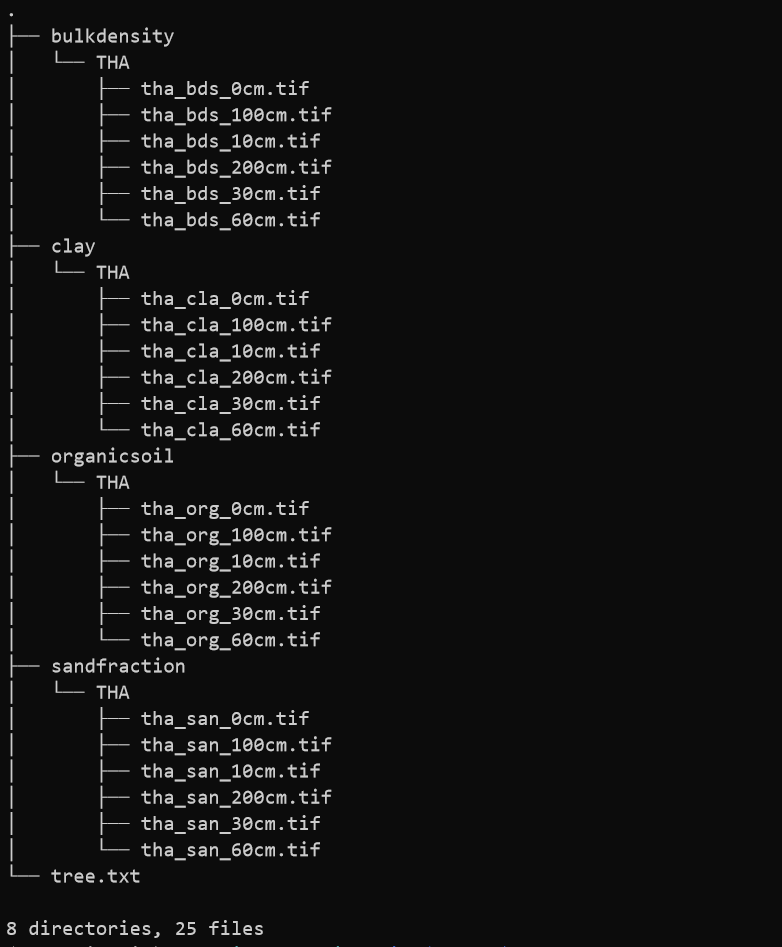 .
├── bulkdensity
│   └── THA
│       ├── tha_bds_0cm.tif
│       ├── tha_bds_100cm.tif
│       ├── tha_bds_10cm.tif
│       ├── tha_bds_200cm.tif
│       ├── tha_bds_30cm.tif
│       └── tha_bds_60cm.tif
├── clay
│   └── THA
│       ├── tha_cla_0cm.tif
│       ├── tha_cla_100cm.tif
│       ├── tha_cla_10cm.tif
│       ├── tha_cla_200cm.tif
│       ├── tha_cla_30cm.tif
│       └── tha_cla_60cm.tif
├── organicsoil
│   └── THA
│       ├── tha_org_0cm.tif
│       ├── tha_org_100cm.tif
│       ├── tha_org_10cm.tif
│       ├── tha_org_200cm.tif
│       ├── tha_org_30cm.tif
│       └── tha_org_60cm.tif
├── sandfraction
│   └── THA
│       ├── tha_san_0cm.tif
│       ├── tha_san_100cm.tif
│       ├── tha_san_10cm.tif
│       ├── tha_san_200cm.tif
│       ├── tha_san_30cm.tif
│       └── tha_san_60cm.tif
└── tree.txt

8 directories, 25 files